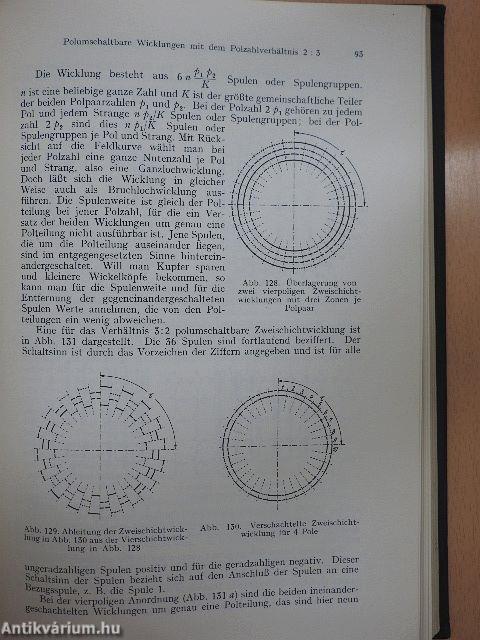 Polumschaltbare Wicklungen mit dem Polzahlverhältnis 2 : 3 93
Die Wicklung besteht aus 6 n p₁ p₂ / K Spulen oder Spulengruppen.
n ist eine beliebige ganze Zahl und K ist der größte gemeinschaftliche Teiler
der beiden Polpaarzahlen p₁ und p₂. Bei der Polzahl 2 p₁ gehören zu jedem
Pol und jedem Strange n p₂/K Spulen oder Spulengruppen; bei der Pol-
zahl 2 p₂ sind dies n p₁/K Spulen oder
Spulengruppen je Pol und Strang. Mit Rück-
sicht auf die Feldkurve wählt man bei
jeder Polzahl eine ganze Nutenzahl je Pol
und Strang, also eine Ganzlochwicklung.
Doch läßt sich die Wicklung in gleicher
Weise auch als Bruchlochwicklung aus-
führen. Die Spulenweite ist gleich der Pol-
teilung bei jener Polzahl, für die ein Ver-
satz der beiden Wicklungen um genau eine
Polteilung nicht ausführbar ist. Jene Spulen,
die um die Polteilung auseinander liegen,
sind im entgegengesetzten Sinne hinterein-
andergeschaltet. Will man Kupfer sparen
und kleinere Wickelköpfe bekommen, so
kann man für die Spulenweite und für die
Entfernung der gegeneinandergeschalteten
Spulen Werte annehmen, die von den Pol-
teilungen ein wenig abweichen.
Abb. 128. Überlagerung von
zwei vierpoligen Zweischicht-
wicklungen mit drei Zonen je
Polpaar
Eine für das Verhältnis 3:2 polumschaltbare Zweischichtwicklung ist
in Abb. 131 dargestellt. Die 36 Spulen sind fortlaufend beziffert. Der
Schaltsinn ist durch das Vorzeichen der Ziffern angegeben und ist für alle
Abb. 129. Ableitung der Zweischichtwick-
lung in Abb. 130 aus der Vierschichtwick-
lung in Abb. 128
Abb. 130. Verschachtelte Zweischicht-
wicklung für 4 Pole
ungeradzahligen Spulen positiv und für die geradzahligen negativ. Dieser
Schaltsinn der Spulen bezieht sich auf den Anschluß der Spulen an eine
Bezugsspule, z. B. die Spule 1.
Bei der vierpoligen Anordnung (Abb. 131 a) sind die beiden ineinander-
geschachtelten Wicklungen um genau eine Polteilung, das sind hier neun
Antikvárium.hu